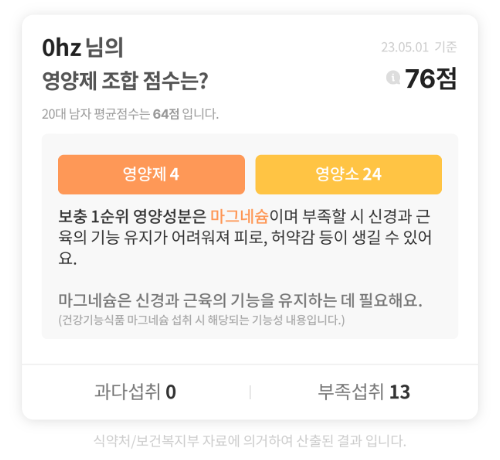 0hz 님의
23.05.01 기준
영양제 조합 점수는?
76점
20대 남자 평균점수는 64점 입니다.
영양제 4
영양소 24
보충 1순위 영양성분은 마그네슘이며 부족할 시 신경과 근
육의 기능 유지가 어려워져 피로, 허약감 등이 생길 수 있어
요.
마그네슘은 신경과 근육의 기능을 유지하는 데 필요해요.
(건강기능식품 마그네슘 섭취 시 해당되는 기능성 내용입니다.)
과다섭취 0
부족섭취 13
식약처/보건복지부 자료에 의거하여 산출된 결과 입니다.